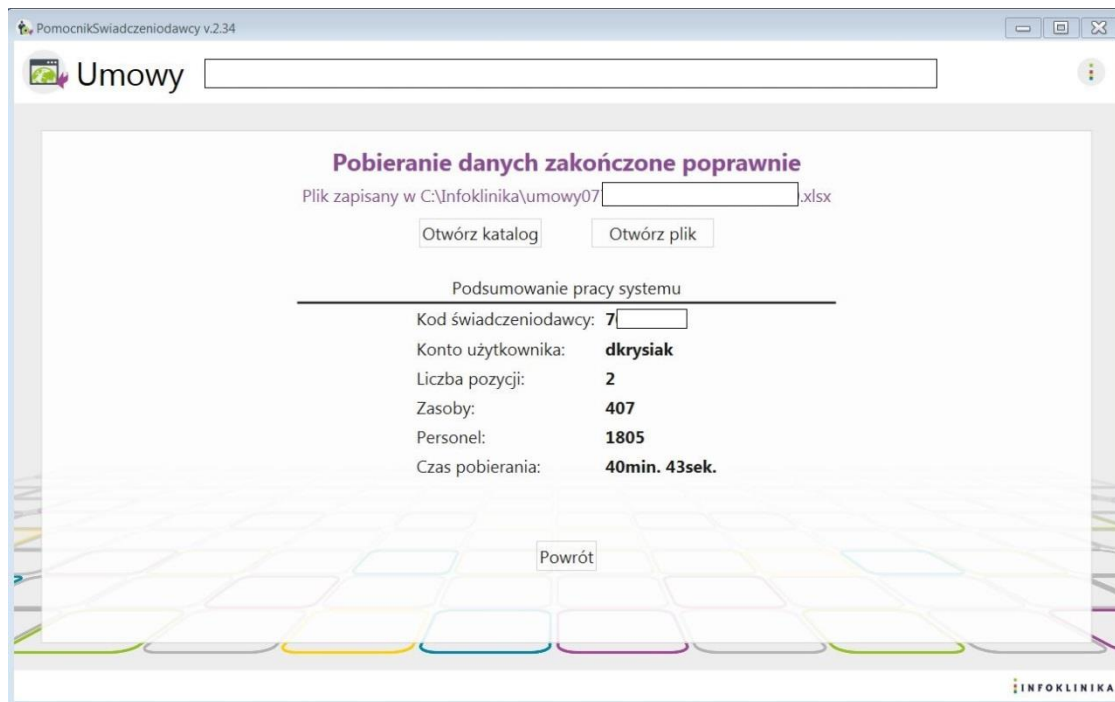 PomocnikSwiadczeniodawcy v.2.34
Umowy
Pobieranie danych zakończone poprawnie
Plik zapisany w C:\Infoklinika\umowy07 .xlsx
Otwórz katalog Otwórz plik
Podsumowanie pracy systemu
Kod świadczeniodawcy: 7
Konto użytkownika: dkrysiak
Liczba pozycji: 2
Zasoby: 407
Personel: 1805
Czas pobierania: 40min. 43sek.
Powrót
INFOKLINIKA